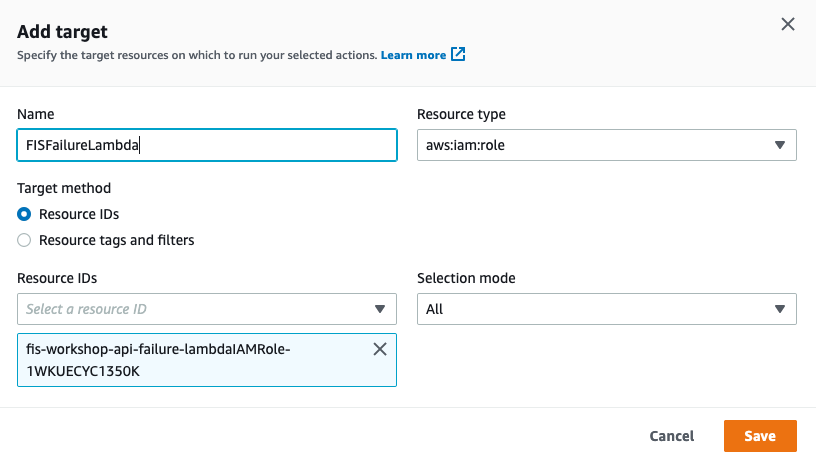 Add target
Specify the target resources on which to run your selected actions. Learn more
Name
FISFailureLambda
Resource type
aws:iam:role
Target method
Resource IDs
Resource tags and filters
Resource IDs
Select a resource ID
fis-workshop-api-failure-lambdaIAMRole-
1WKUECYC1350K
Selection mode
All
Cancel
Save